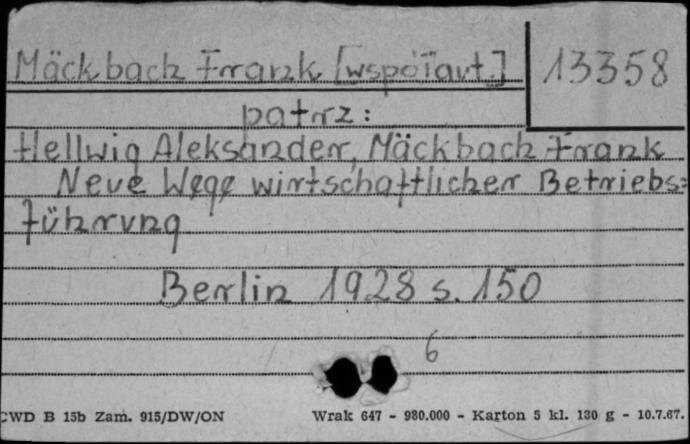 Mäckbach Frank [współaut.] 13358
patrz:
Hellwig Aleksander, Mäckbach Frank
Neue Wege wirtschaftlicher Betriebs=
führung
Berlin 1928 s. 150
6
CWD B 15b Zam. 915/DW/ON Wrak 647 - 980.000 - Karton 5 kl. 180 g - 10.7.67.